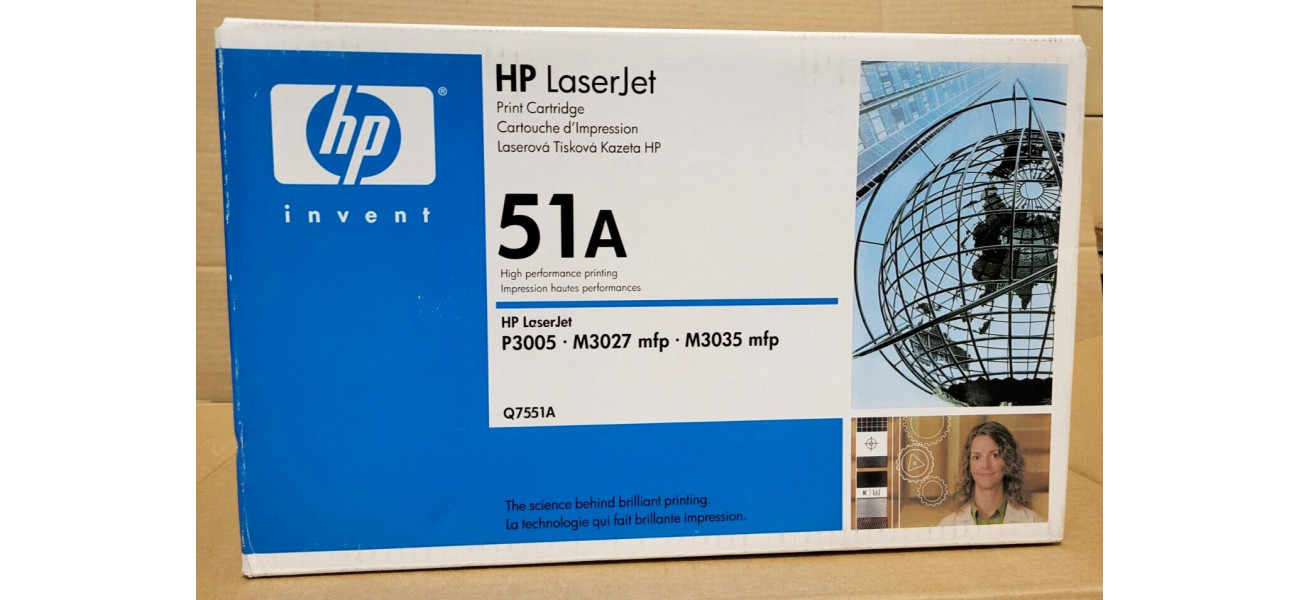 hp
®
invent
HP LaserJet
Print Cartridge
Cartouche d'Impression
Laserová Tisková Kazeta HP
51A
High performance printing
Impression hautes performances
HP LaserJet
P3005 · M3027 mfp · M3035 mfp
Q7551A
The science behind brilliant printing.
La technologie qui fait brillante impression.